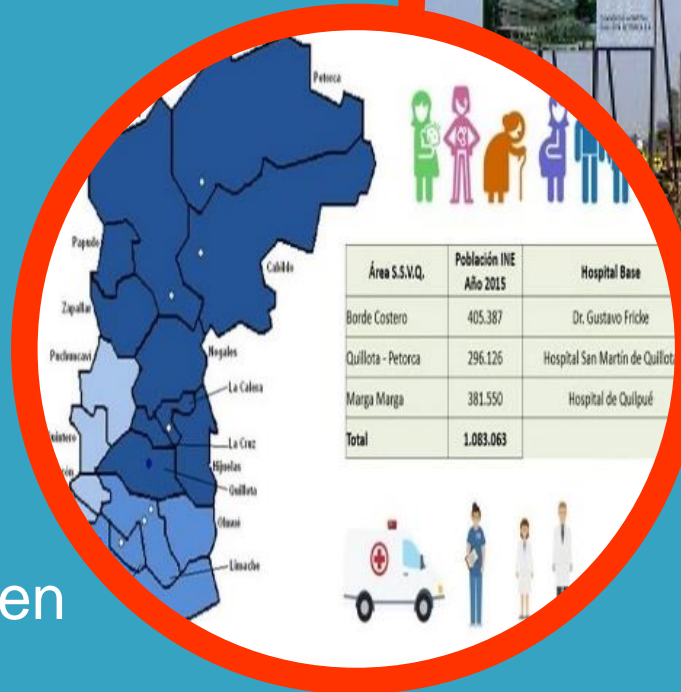 Petorca
Papudo
Cabildo
Zapallar
Puchuncaví
Nogales
La Calera
La Cruz
Hijuelas
Quillota
Olmué
Limache
Área S.S.V.Q. Población INE Año 2015 Hospital Base
Borde Costero 405.387 Dr. Gustavo Fricke
Quillota - Petorca 296.126 Hospital San Martín de Quillota
Marga Marga 381.550 Hospital de Quilpué
Total 1.083.063
en